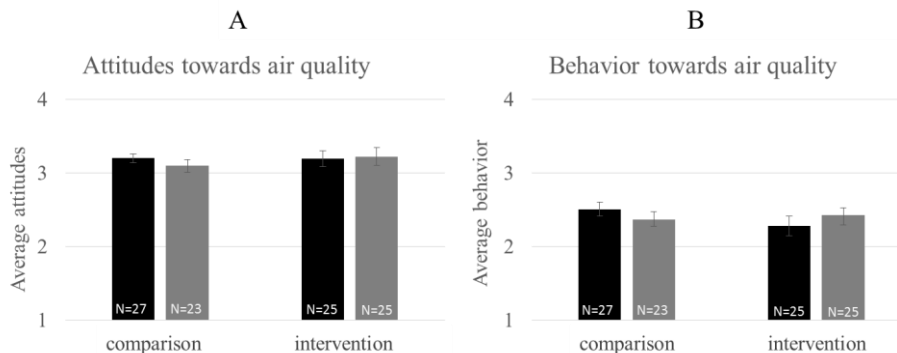 A
Attitudes towards air quality
Average attitudes
4
3
2
1
N=27
N=23
N=25
N=25
comparison
intervention
B
Behavior towards air quality
Average behavior
4
3
2
1
N=27
N=23
N=25
N=25
comparison
intervention